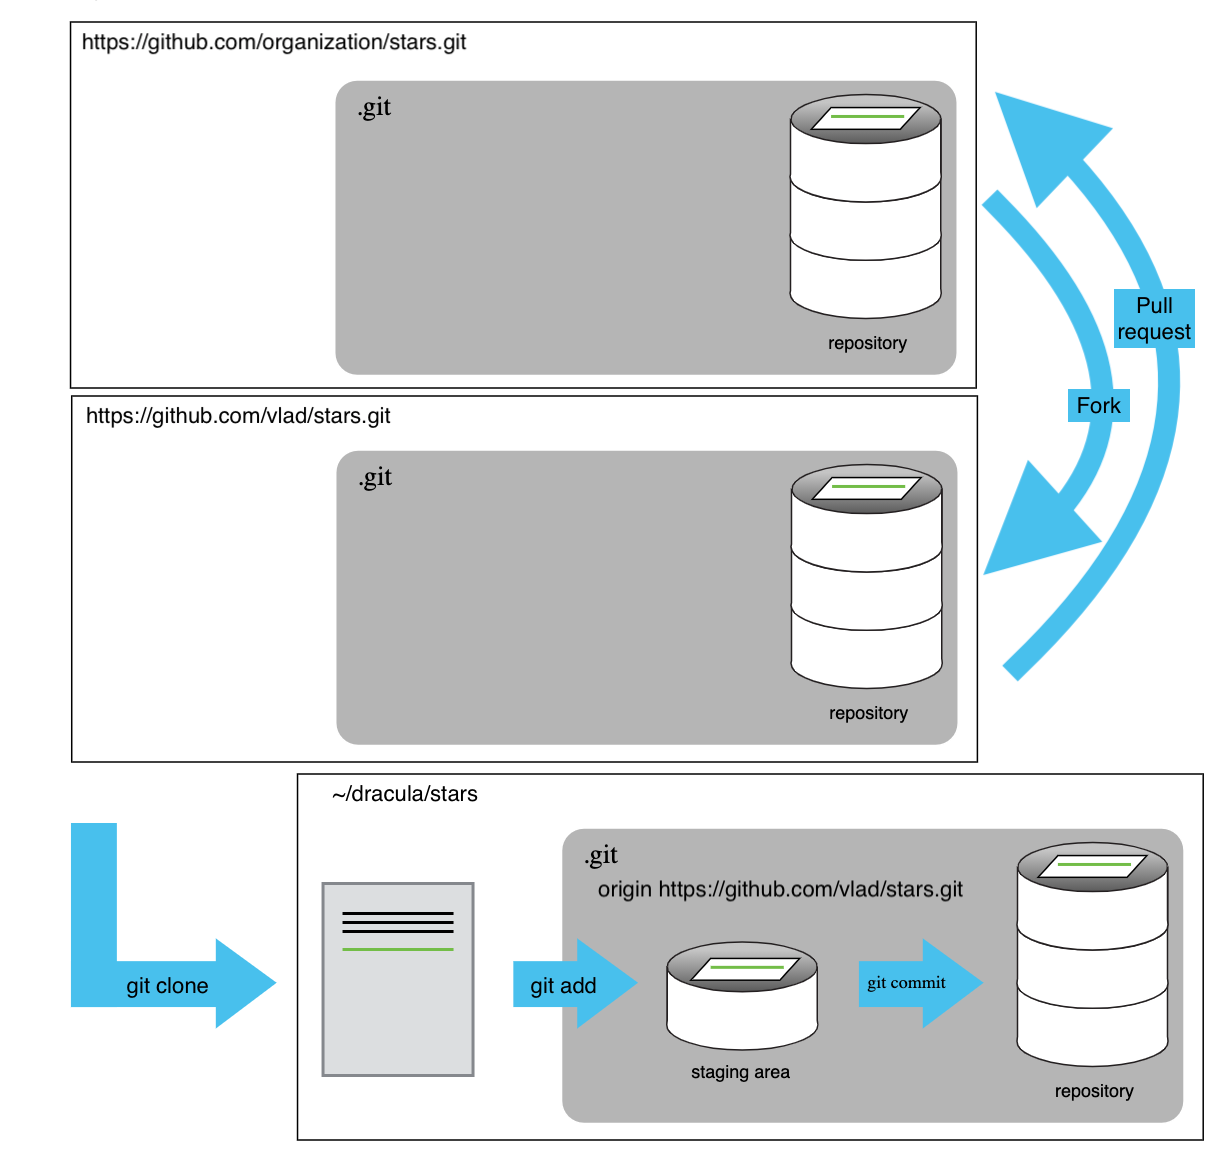 https://github.com/organization/stars.git
.git
repository
Pull
request
Fork
https://github.com/vlad/stars.git
.git
repository
~/dracula/stars
.git
origin https://github.com/vlad/stars.git
git clone
git add
git commit
staging area
repository